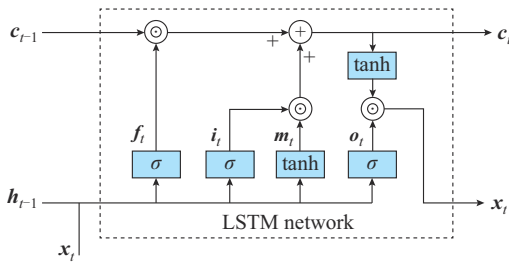 c_{t−1} + + + c_t
tanh
f_t i_t m_t o_t
σ σ tanh σ
h_{t−1} x_t
LSTM network
x_t